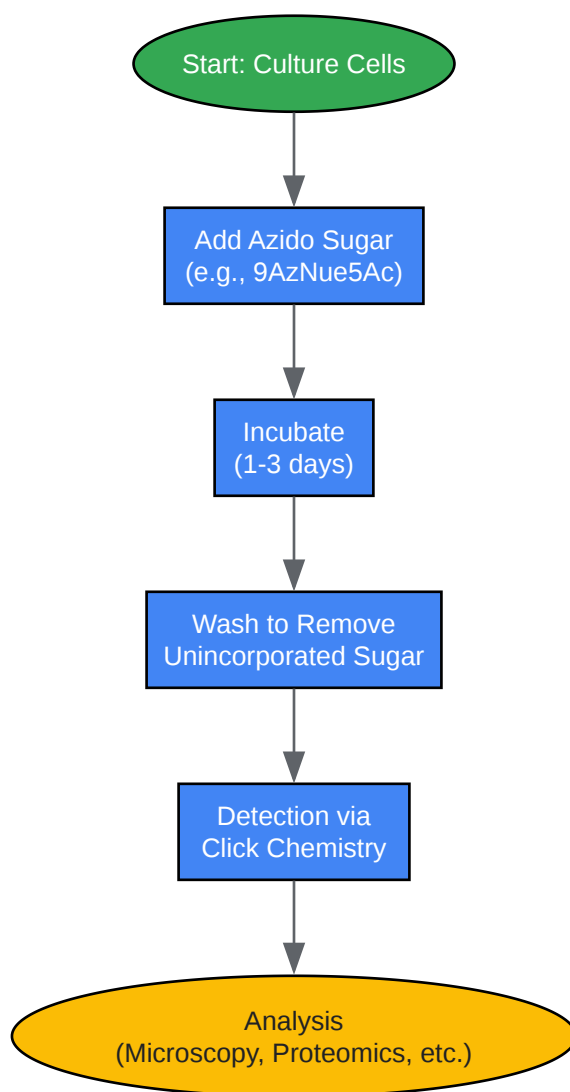 Start: Culture Cells
Add Azido Sugar
(e.g., 9AzNue5Ac)
Incubate
(1-3 days)
Wash to Remove
Unincorporated Sugar
Detection via
Click Chemistry
Analysis
(Microscopy, Proteomics, etc.)